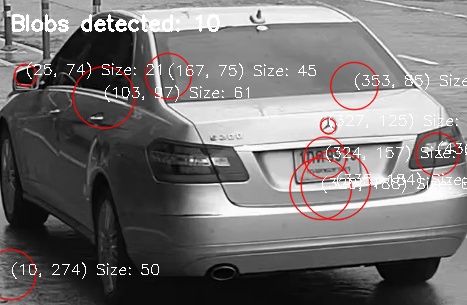 Blobs detected: 10
(25, 74) Size: 21
(167, 75) Size: 45
(353, 85) Size:
(103, 97) Size: 61
(327, 125) Size:
(324, 157) Size:
(10, 274) Size: 50